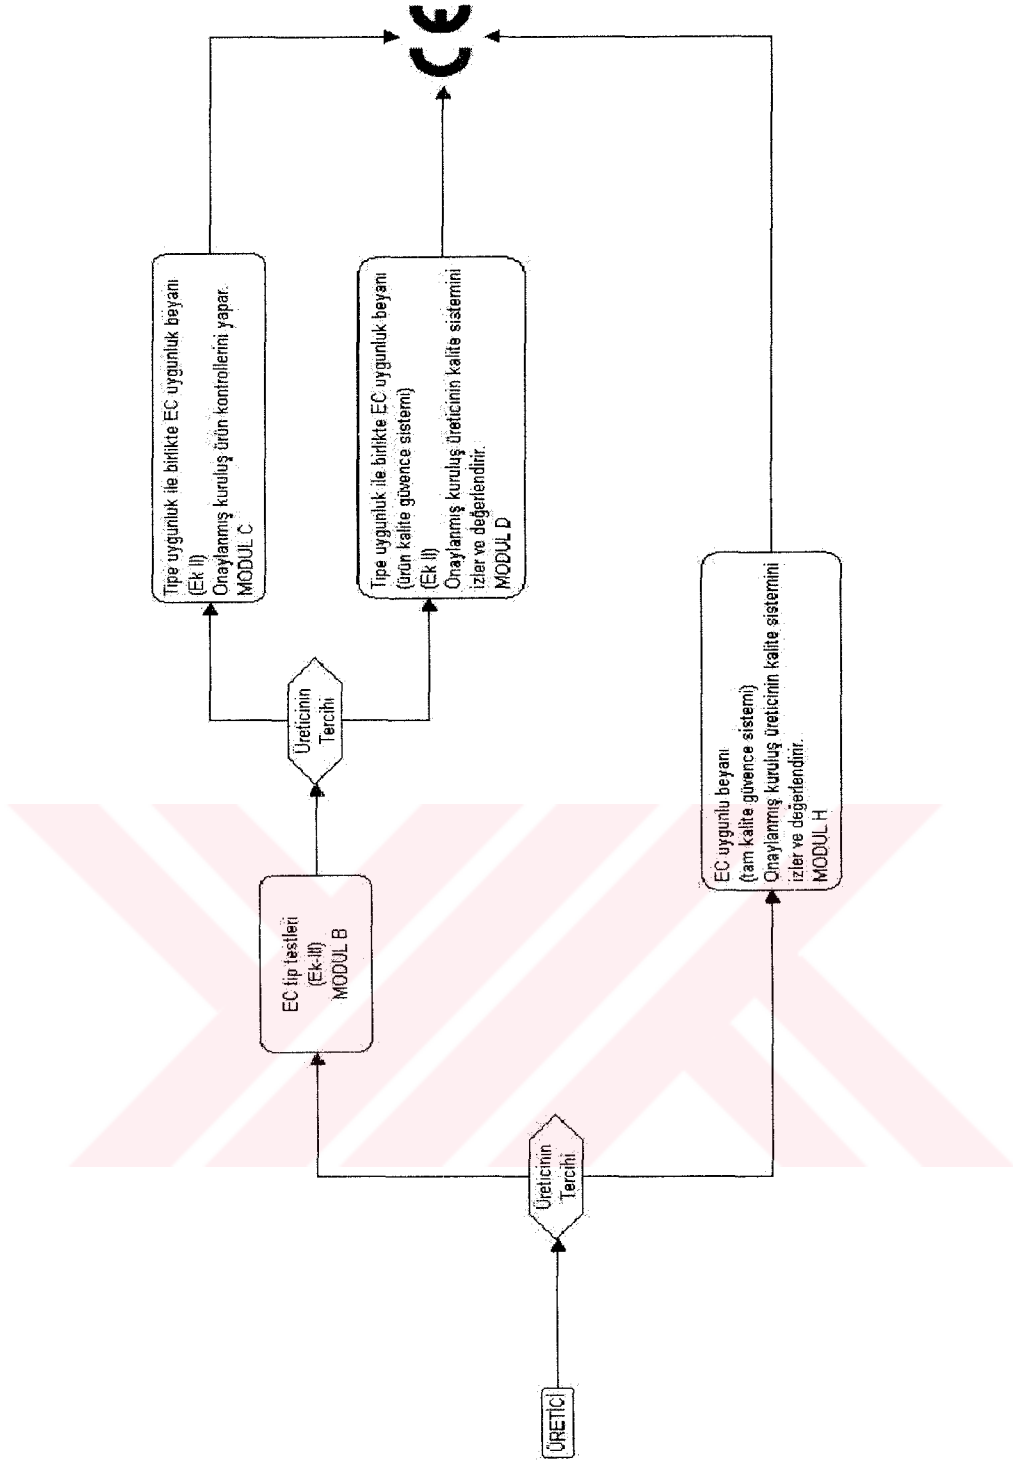 ÜRETİCİ
Üreticinin
Tercihi
EC tip testleri
(Ek-III)
MODUL B
Üreticinin
Tercihi
Tipe uygunluk ile birlikte EC uygunluk beyanı
(Ek II)
Onaylanmış kuruluş ürün kontrollerini yapar.
MODUL C
Tipe uygunluk ile birlikte EC uygunluk beyanı
(ürün kalite güvence sistemi)
(Ek II)
Onaylanmış kuruluş üreticinin kalite sistemini
izler ve değerlendirir.
MODUL D
EC uygunlu beyanı
(tam kalite güvence sistemi)
Onaylanmış kuruluş üreticinin kalite sistemini
izler ve değerlendirir.
MODUL H
CE